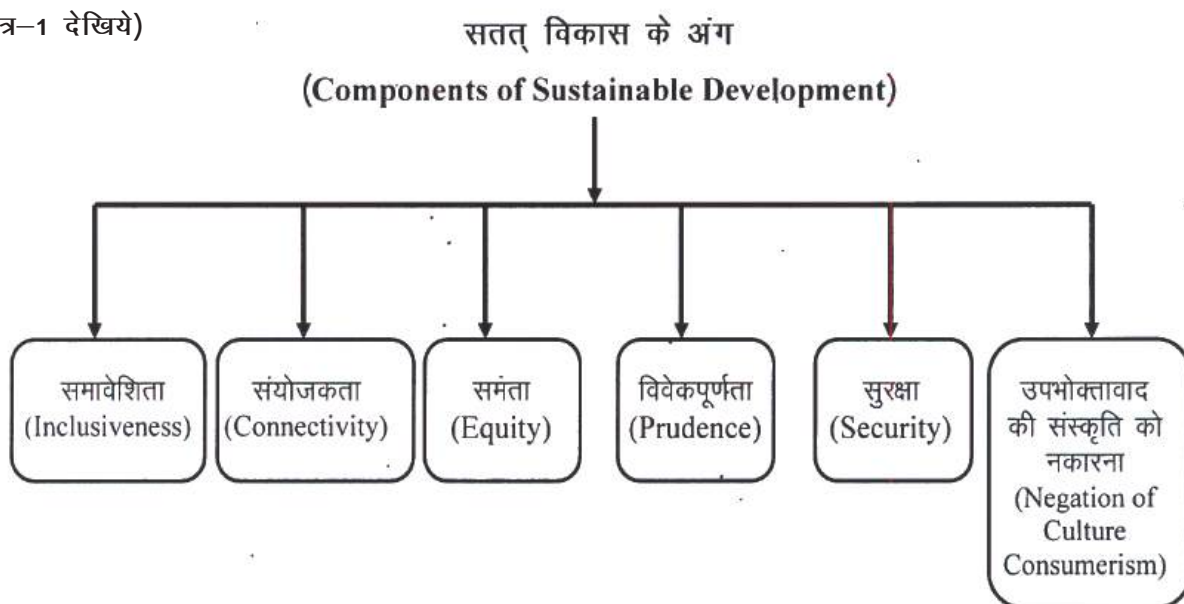 त्र–1 देखिये)
सतत् विकास के अंग
(Components of Sustainable Development)
समावेशिता
(Inclusiveness)
संयोजकता
(Connectivity)
समंता
(Equity)
विवेकपूर्णता
(Prudence)
सुरक्षा
(Security)
उपभोक्तावाद
की संस्कृति को
नकारना
(Negation of
Culture
Consumerism)